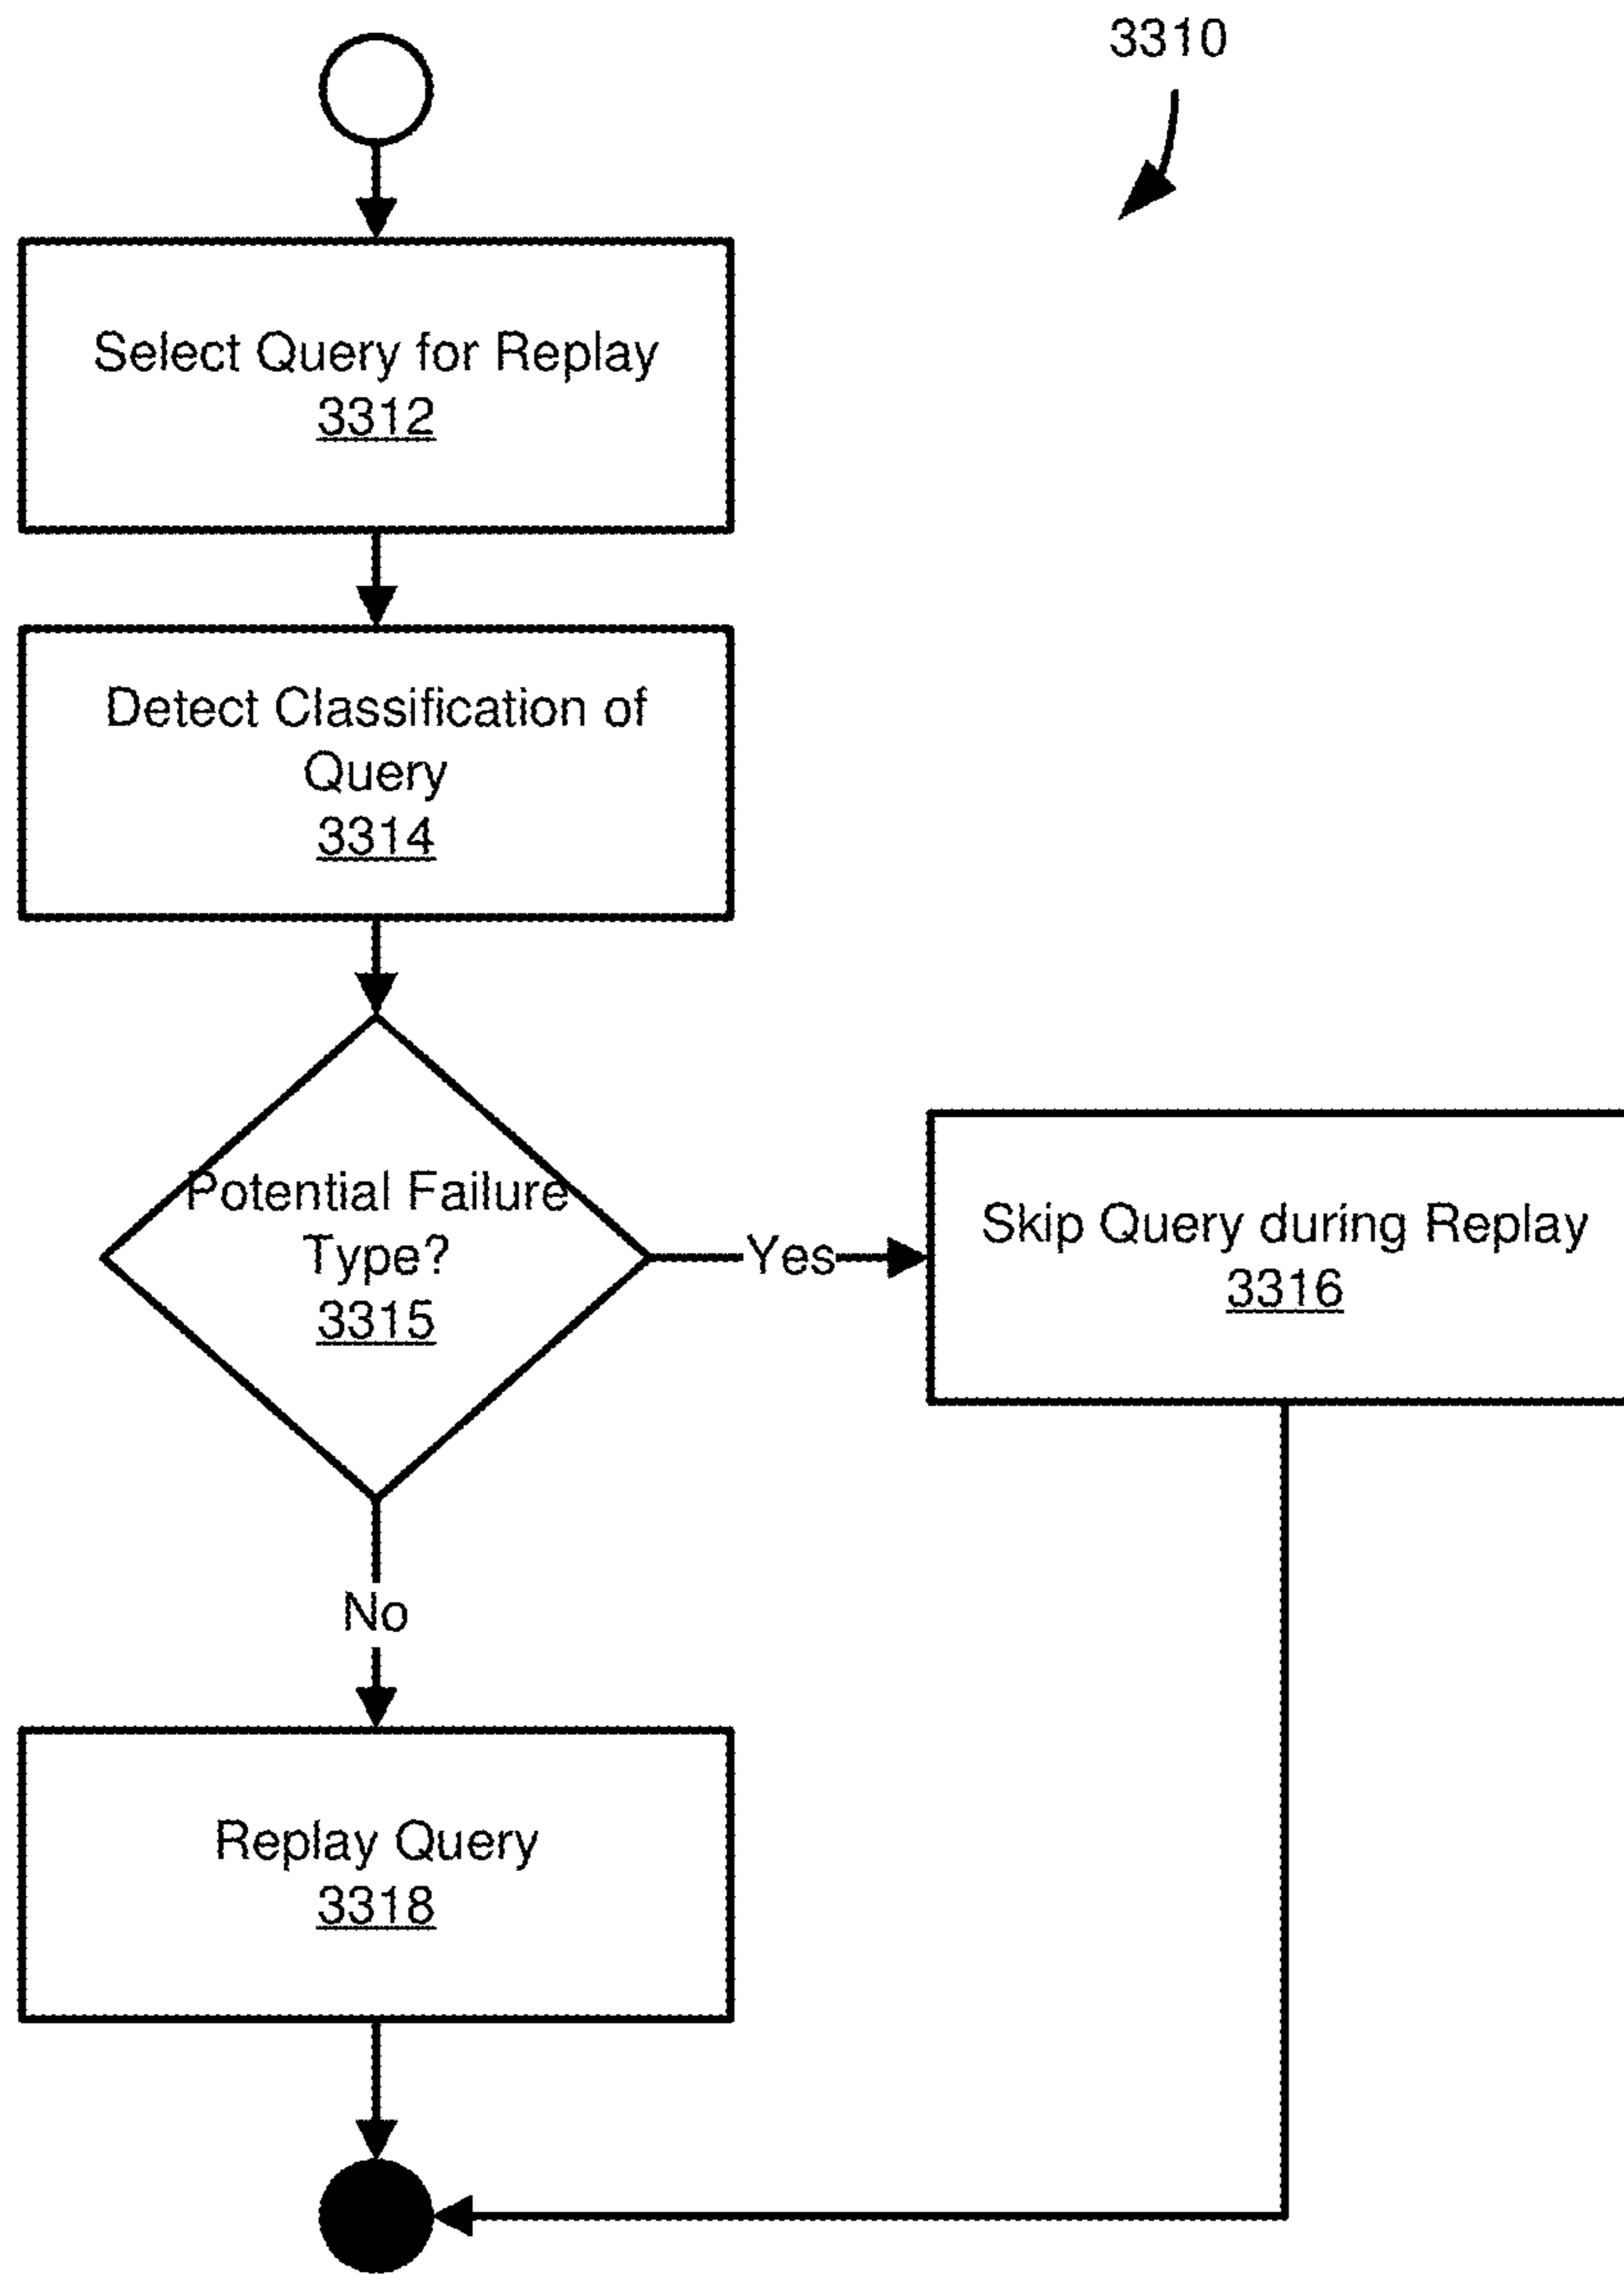 3310
Select Query for Replay
3312
Detect Classification of
Query
3314
Potential Failure
Type?
3315
Yes
Skip Query during Replay
3316
No
Replay Query
3318